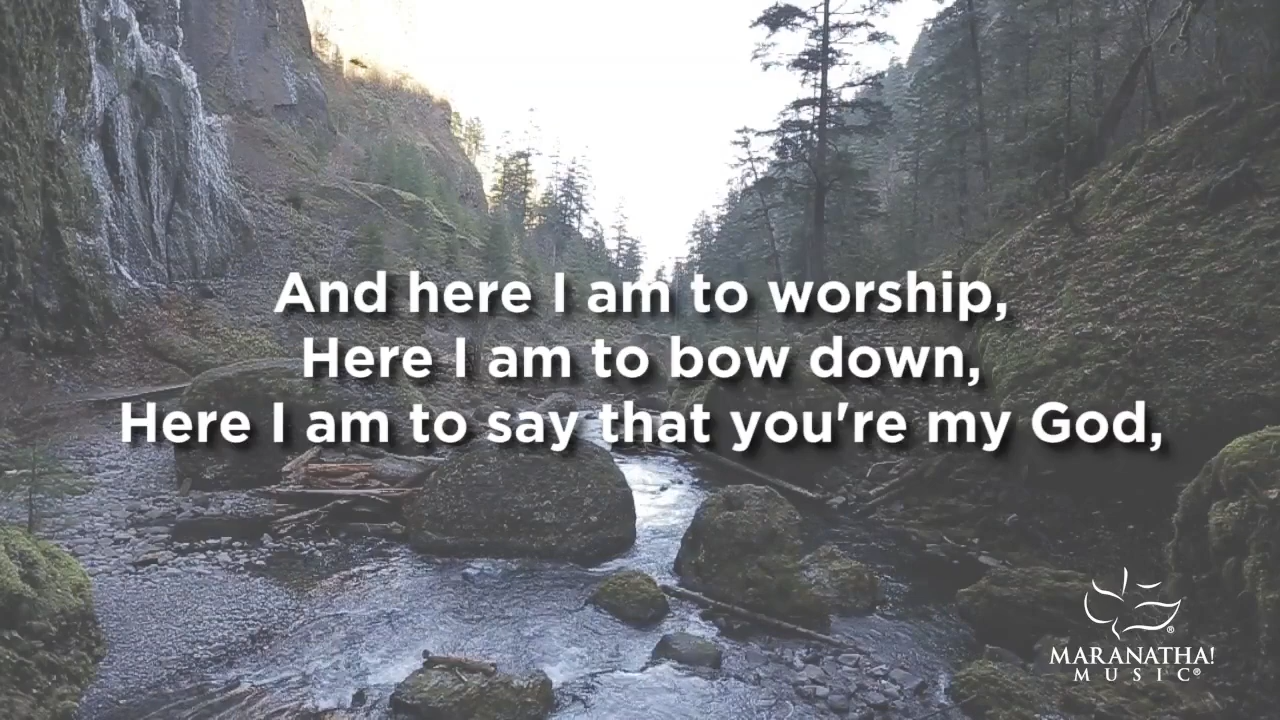 And here I am to worship,
Here I am to bow down,
Here I am to say that you're my God,
MARANATHA!
MUSIC®